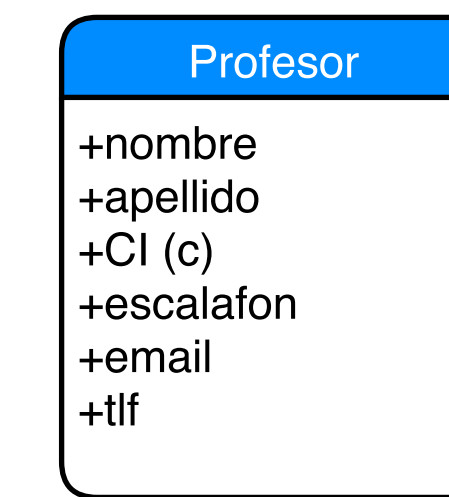 Profesor
+nombre
+apellido
+CI (c)
+escalafon
+email
+tlf